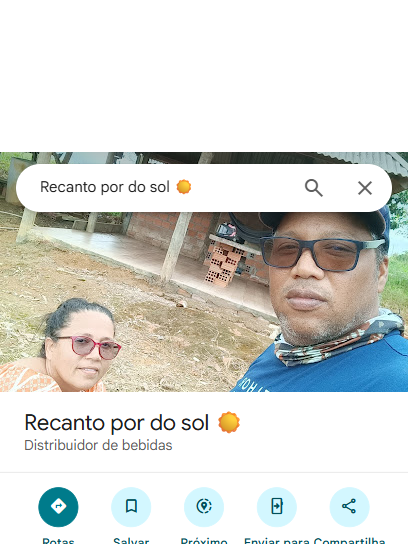 Recanto por do sol
Recanto por do sol
Distribuidor de bebidas
Rotas
Salvar
Próximo
Enviar para
Compartilha